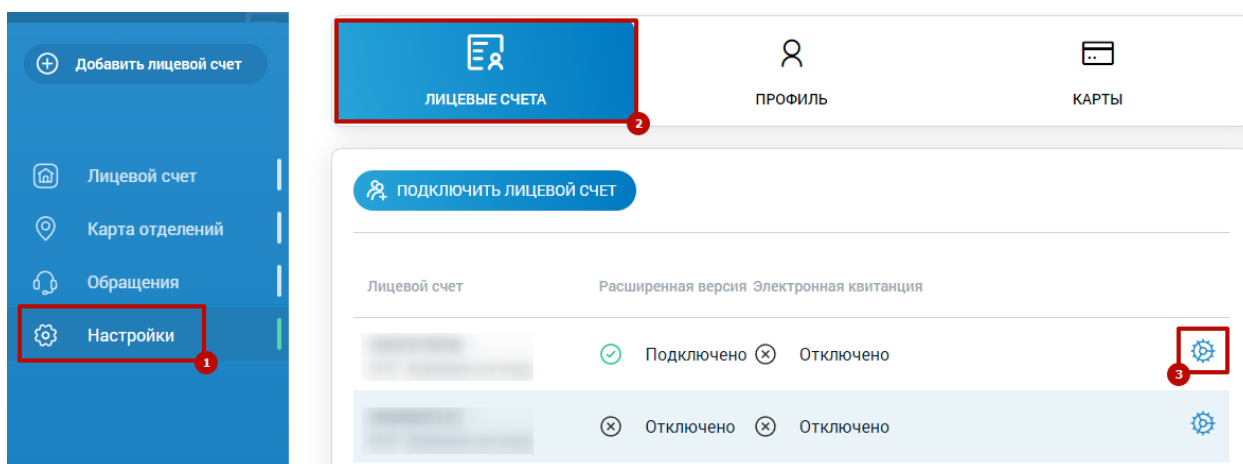 Добавить лицевой счет
Лицевой счет
Карта отделений
Обращения
Настройки
1
ЛИЦЕВЫЕ СЧЕТА
ПРОФИЛЬ
КАРТЫ
2
ПОДКЛЮЧИТЬ ЛИЦЕВОЙ СЧЕТ
Лицевой счет Расширенная версия Электронная квитанция
Подключено Отключено
3
Отключено Отключено